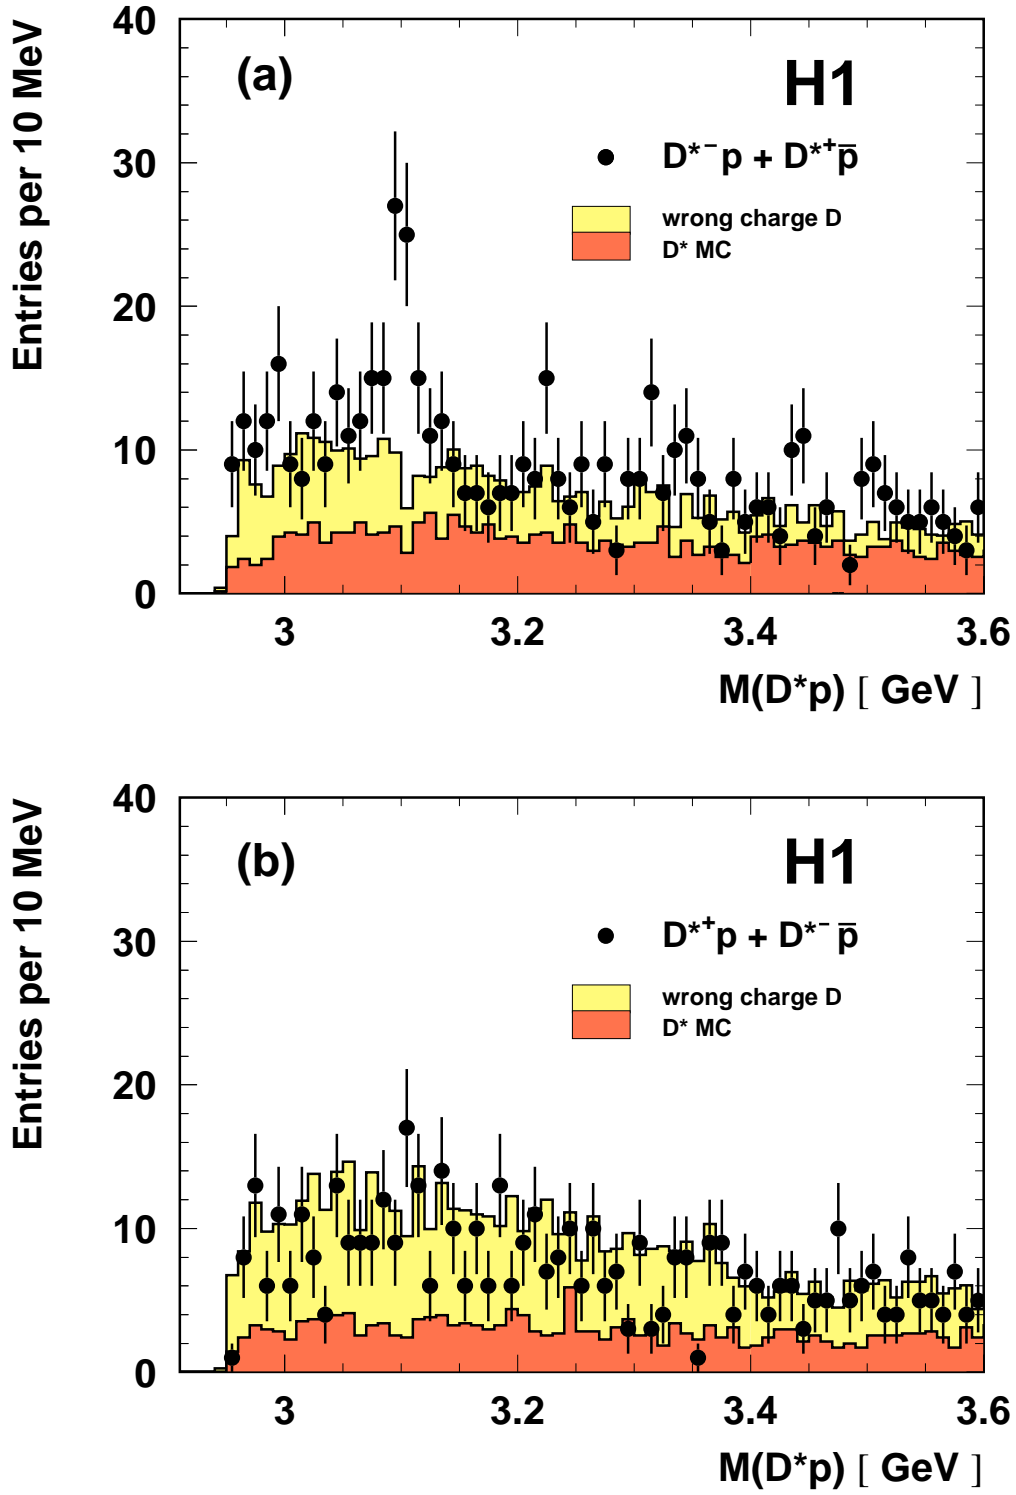 Entries per 10 MeV
40
30
20
10
0
(a)
H1
D*⁻p + D*⁺p̅
wrong charge D
D* MC
3
3.2
3.4
3.6
M(D*p) [ GeV ]
Entries per 10 MeV
40
30
20
10
0
(b)
H1
D*⁺p + D*⁻ p̅
wrong charge D
D* MC
3
3.2
3.4
3.6
M(D*p) [ GeV ]